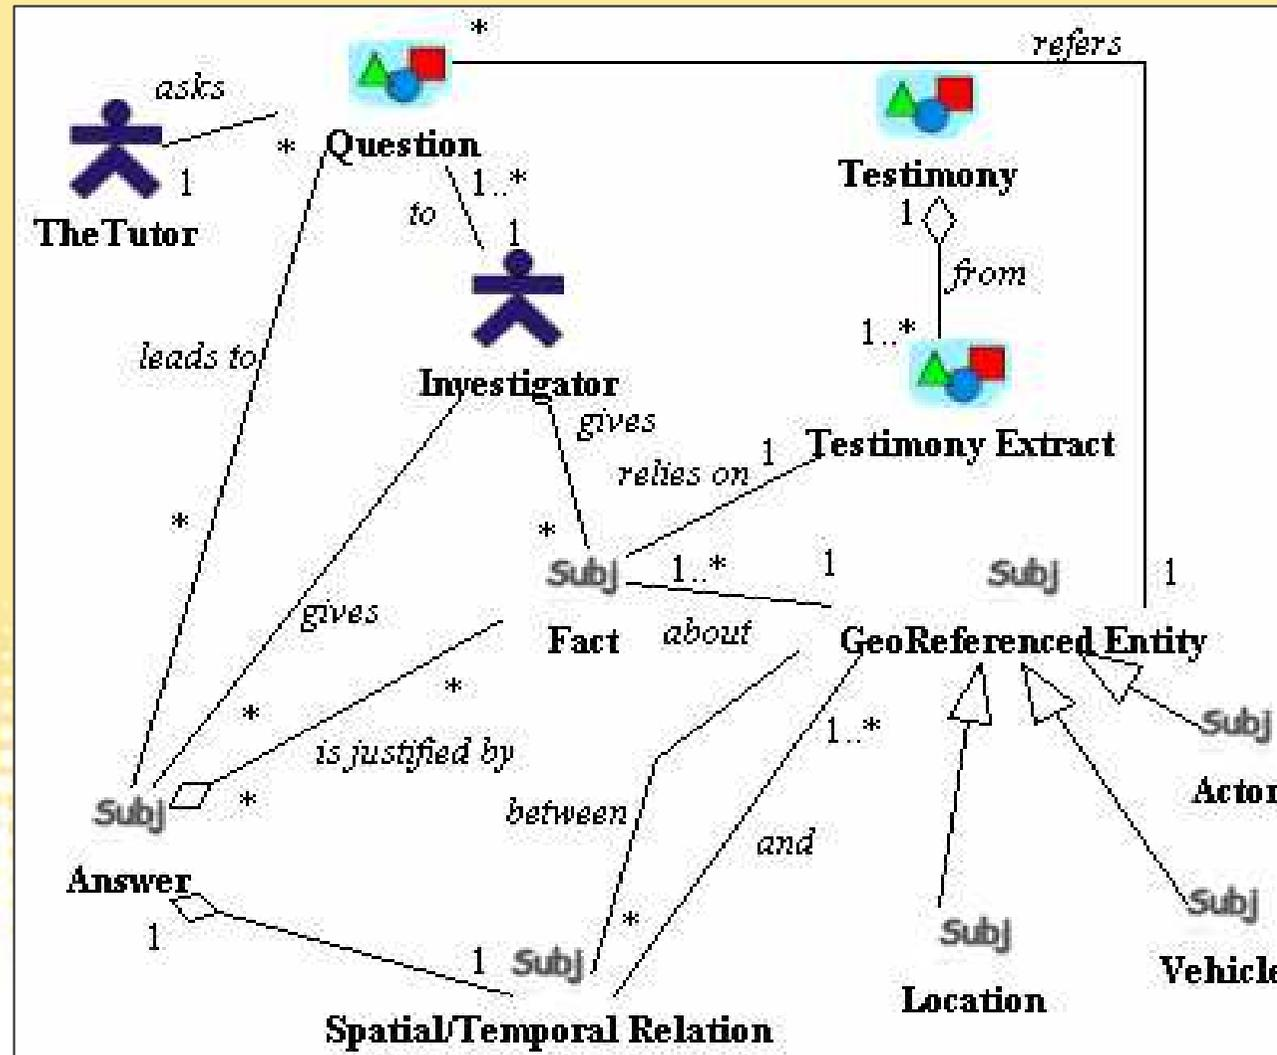 *
refers
asks
*
Question
1
1..*
to
1
TheTutor
Testimony
1
from
1..*
leads to
Investigator
gives
Testimony Extract
relies on
1
*
*
Subj
1..*
1
Subj
1
Fact
about
GeoReferenced Entity
gives
*
*
is justified by
1..*
Subj
Actor
Subj
*
between
and
Answer
1
Subj
Vehicle
*
1
Subj
Subj
Location
Spatial/Temporal Relation